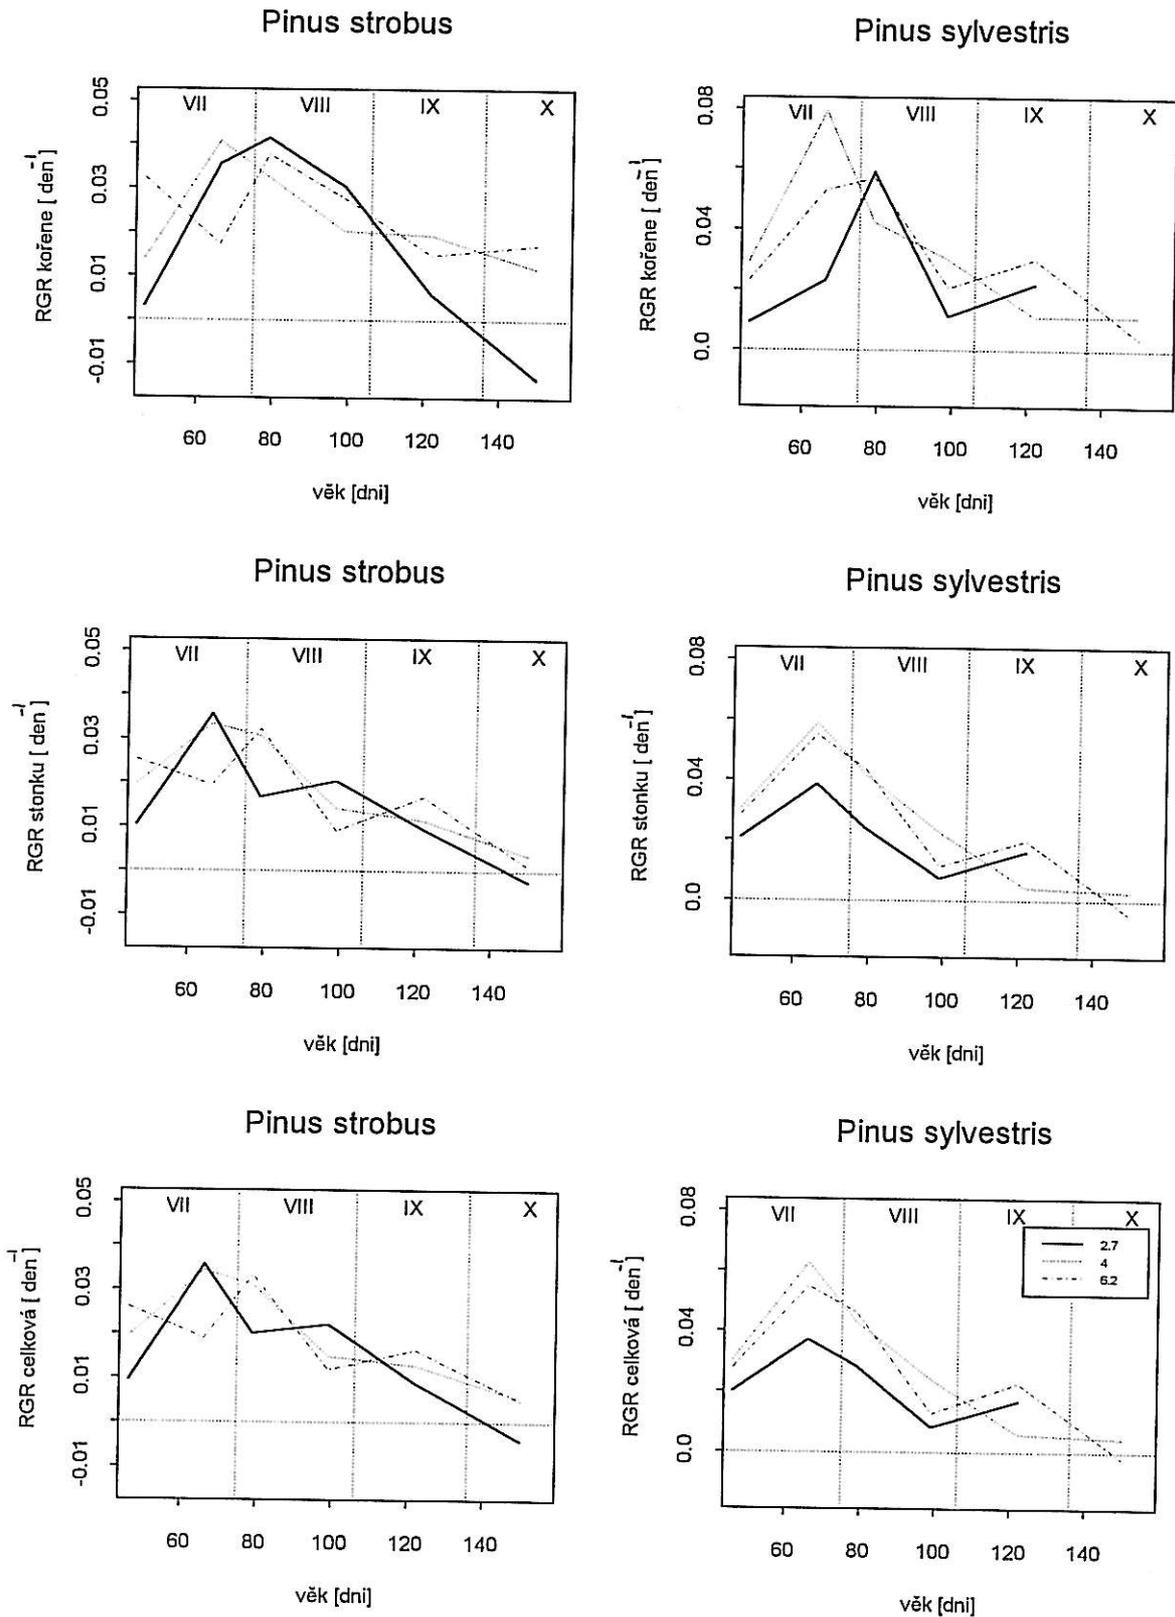 Pinus strobus
0.05
0.03
0.01
-0.01
RGR kořene [ den⁻¹ ]
VII VIII IX X
60 80 100 120 140
věk [dni]
Pinus sylvestris
0.08
0.04
0.0
RGR kořene [ den⁻¹ ]
VII VIII IX X
60 80 100 120 140
věk [dni]
Pinus strobus
0.05
0.03
0.01
-0.01
RGR stonku [ den⁻¹ ]
VII VIII IX X
60 80 100 120 140
věk [dni]
Pinus sylvestris
0.08
0.04
0.0
RGR stonku [ den⁻¹ ]
VII VIII IX X
60 80 100 120 140
věk [dni]
Pinus strobus
0.05
0.03
0.01
-0.01
RGR celková [ den⁻¹ ]
VII VIII IX X
60 80 100 120 140
věk [dni]
Pinus sylvestris
0.08
0.04
0.0
RGR celková [ den⁻¹ ]
VII VIII IX X
2.7
4
6.2
60 80 100 120 140
věk [dni]